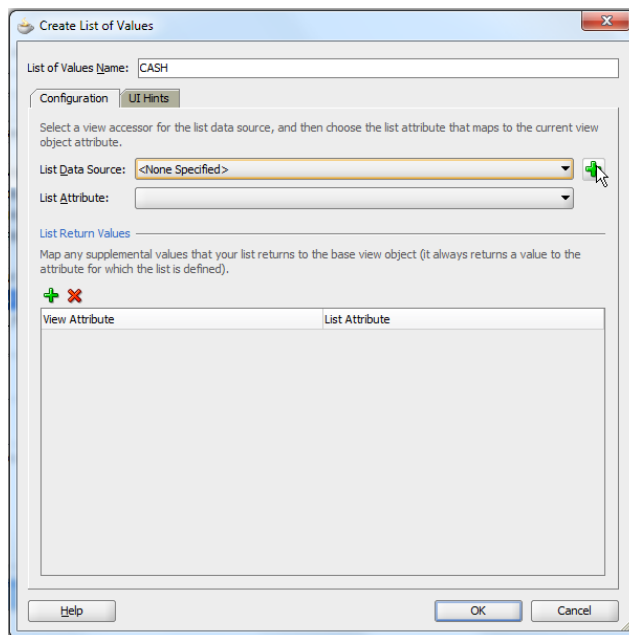 Create List of Values
List of Values Name: CASH
Configuration UI Hints
Select a view accessor for the list data source, and then choose the list attribute that maps to the current view
object attribute.
List Data Source: <None Specified>
List Attribute:
List Return Values
Map any supplemental values that your list returns to the base view object (it always returns a value to the
attribute for which the list is defined).
View Attribute List Attribute
Help OK Cancel